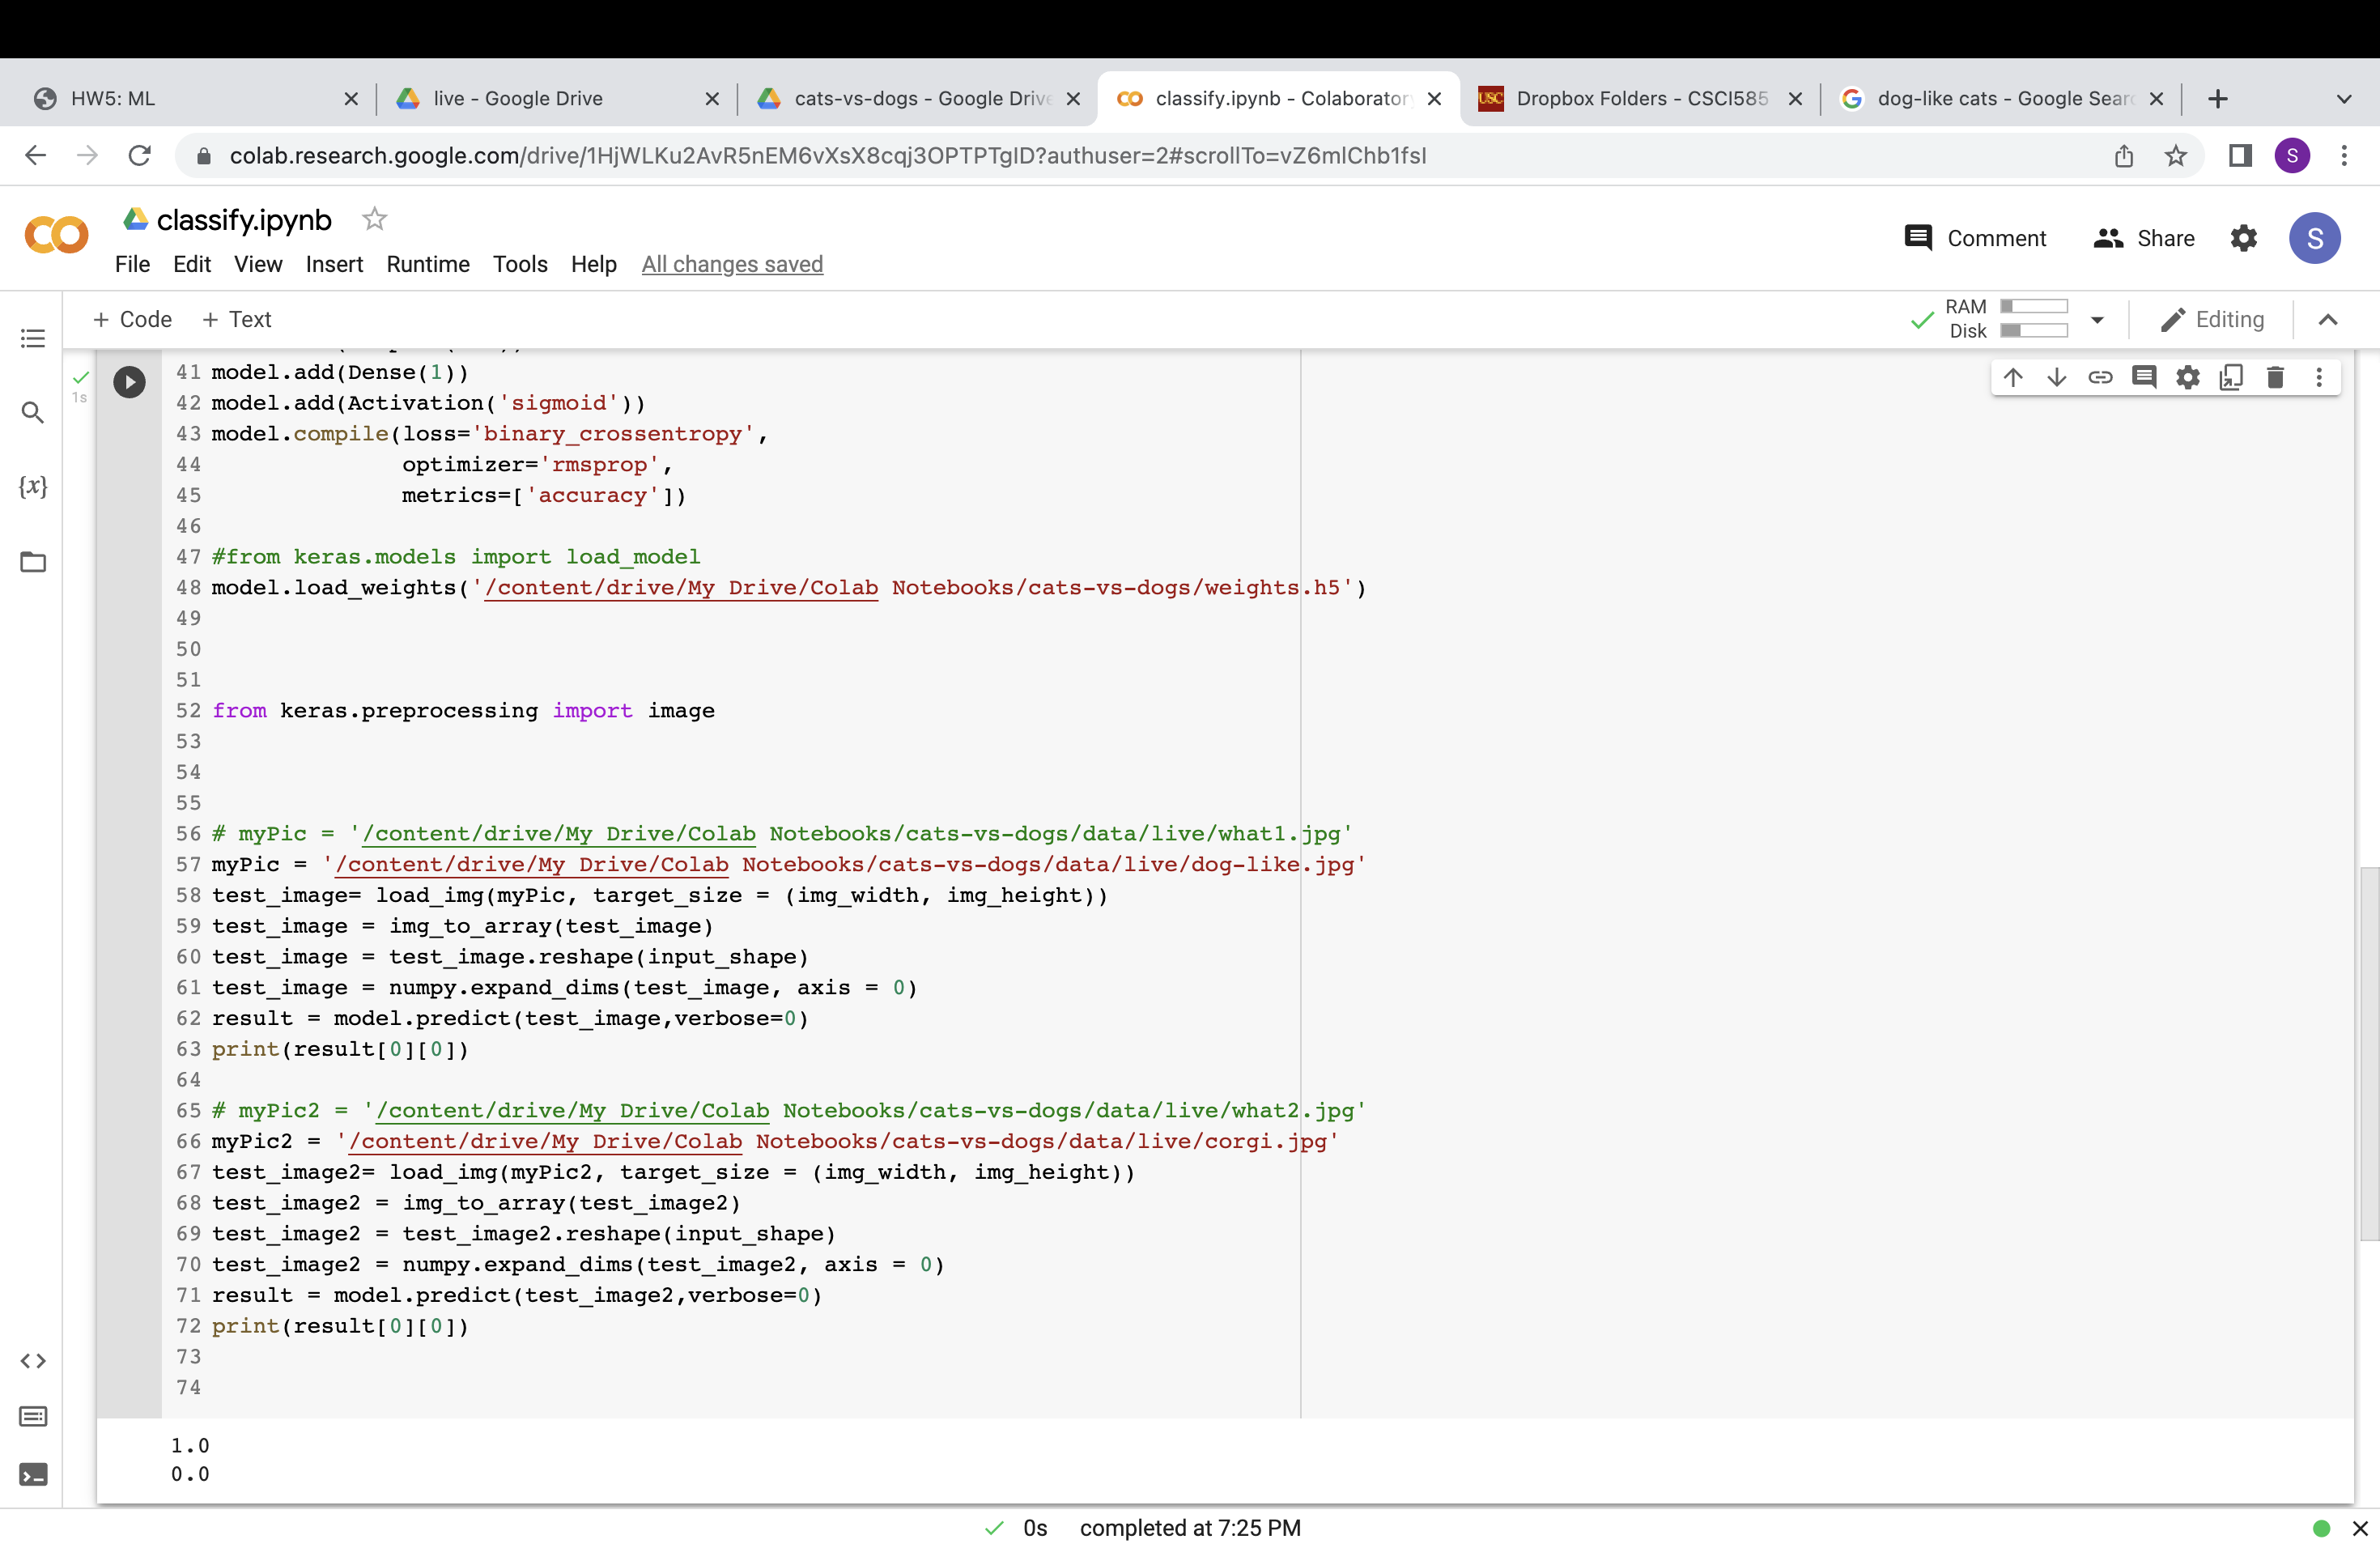 HW5: ML
live - Google Drive
cats-vs-dogs - Google Drive
classify.ipynb - Colaborator
USC Dropbox Folders - CSCI585
dog-like cats - Google Sear
colab.research.google.com/drive/1HjWLKu2AvR5nEM6vXsX8cqj3OPTPTgID?authuser=2#scrollTo=vZ6mIChb1fsI
S
classify.ipynb
File Edit View Insert Runtime Tools Help All changes saved
Comment Share S
+ Code + Text
RAM
Disk
Editing
{x}
1s
41 model.add(Dense(1))
42 model.add(Activation('sigmoid'))
43 model.compile(loss='binary_crossentropy',
44               optimizer='rmsprop',
45               metrics=['accuracy'])
46
47 #from keras.models import load_model
48 model.load_weights('/content/drive/My Drive/Colab Notebooks/cats-vs-dogs/weights.h5')
49
50
51
52 from keras.preprocessing import image
53
54
55
56 # myPic = '/content/drive/My Drive/Colab Notebooks/cats-vs-dogs/data/live/what1.jpg'
57 myPic = '/content/drive/My Drive/Colab Notebooks/cats-vs-dogs/data/live/dog-like.jpg'
58 test_image= load_img(myPic, target_size = (img_width, img_height))
59 test_image = img_to_array(test_image)
60 test_image = test_image.reshape(input_shape)
61 test_image = numpy.expand_dims(test_image, axis = 0)
62 result = model.predict(test_image,verbose=0)
63 print(result[0][0])
64
65 # myPic2 = '/content/drive/My Drive/Colab Notebooks/cats-vs-dogs/data/live/what2.jpg'
66 myPic2 = '/content/drive/My Drive/Colab Notebooks/cats-vs-dogs/data/live/corgi.jpg'
67 test_image2= load_img(myPic2, target_size = (img_width, img_height))
68 test_image2 = img_to_array(test_image2)
69 test_image2 = test_image2.reshape(input_shape)
70 test_image2 = numpy.expand_dims(test_image2, axis = 0)
71 result = model.predict(test_image2,verbose=0)
72 print(result[0][0])
73
74
1.0
0.0
0s completed at 7:25 PM